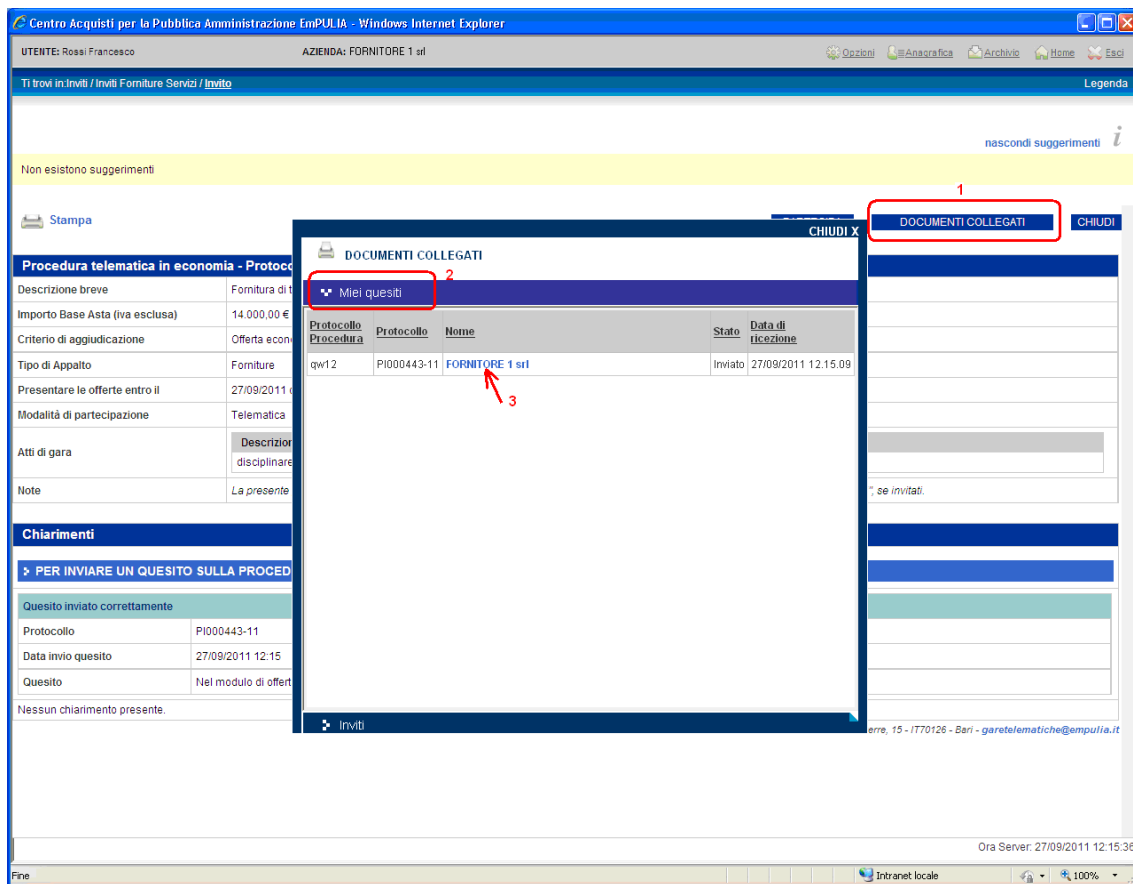 Centro Acquisti per la Pubblica Amministrazione EmPULIA - Windows Internet Explorer
UTENTE: Rossi Francesco AZIENDA: FORNITORE 1 srl Opzioni Anagrafica Archivio Home Esci
Ti trovi in:Inviti / Inviti Forniture Servizi / Invito Legenda
nascondi suggerimenti i
Non esistono suggerimenti
1
Stampa DOCUMENTI COLLEGATI CHIUDI
CHIUDI X
DOCUMENTI COLLEGATI
2
Miei quesiti
Protocollo Procedura Protocollo Nome Stato Data di ricezione
qw12 PI000443-11 FORNITORE 1 srl Inviato 27/09/2011 12.15.09
3
Inviti
Procedura telematica in economia - Protoco
Descrizione breve Fornitura di t
Importo Base Asta (iva esclusa) 14.000,00 €
Criterio di aggiudicazione Offerta econ
Tipo di Appalto Forniture
Presentare le offerte entro il 27/09/2011
Modalità di partecipazione Telematica
Atti di gara
Descrizion
disciplinare
Note La presente ", se invitati.
Chiarimenti
PER INVIARE UN QUESITO SULLA PROCED
Quesito inviato correttamente
Protocollo PI000443-11
Data invio quesito 27/09/2011 12:15
Quesito Nel modulo di offert
Nessun chiarimento presente.
erre, 15 - IT70126 - Bari - garetelematiche@empulia.it
Ora Server: 27/09/2011 12:15:36
Fine Intranet locale 100%